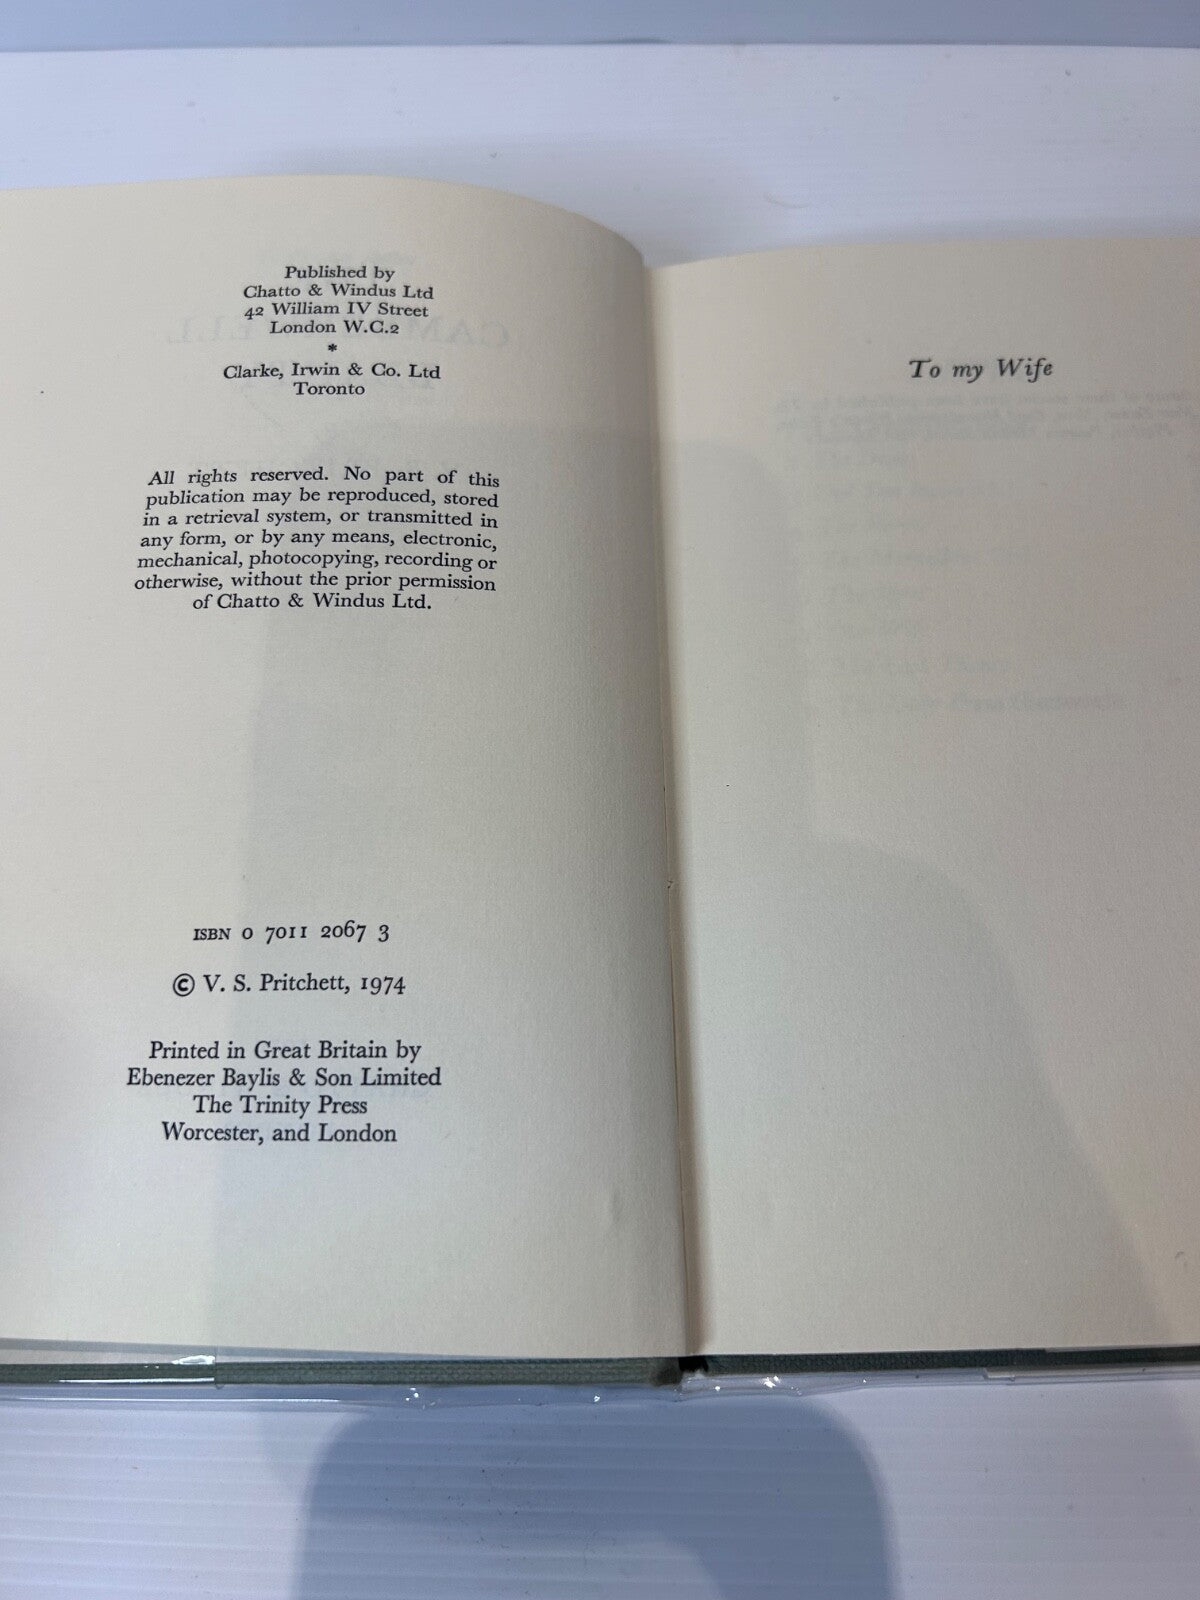 Published by
Chatto & Windus Ltd
42 William IV Street
London W.C.2
*
Clarke, Irwin & Co. Ltd
Toronto
All rights reserved. No part of this
publication may be reproduced, stored
in a retrieval system, or transmitted in
any form, or by any means, electronic,
mechanical, photocopying, recording or
otherwise, without the prior permission
of Chatto & Windus Ltd.
ISBN 0 7011 2067 3
© V. S. Pritchett, 1974
Printed in Great Britain by
Ebenezer Baylis & Son Limited
The Trinity Press
Worcester, and London
To my Wife